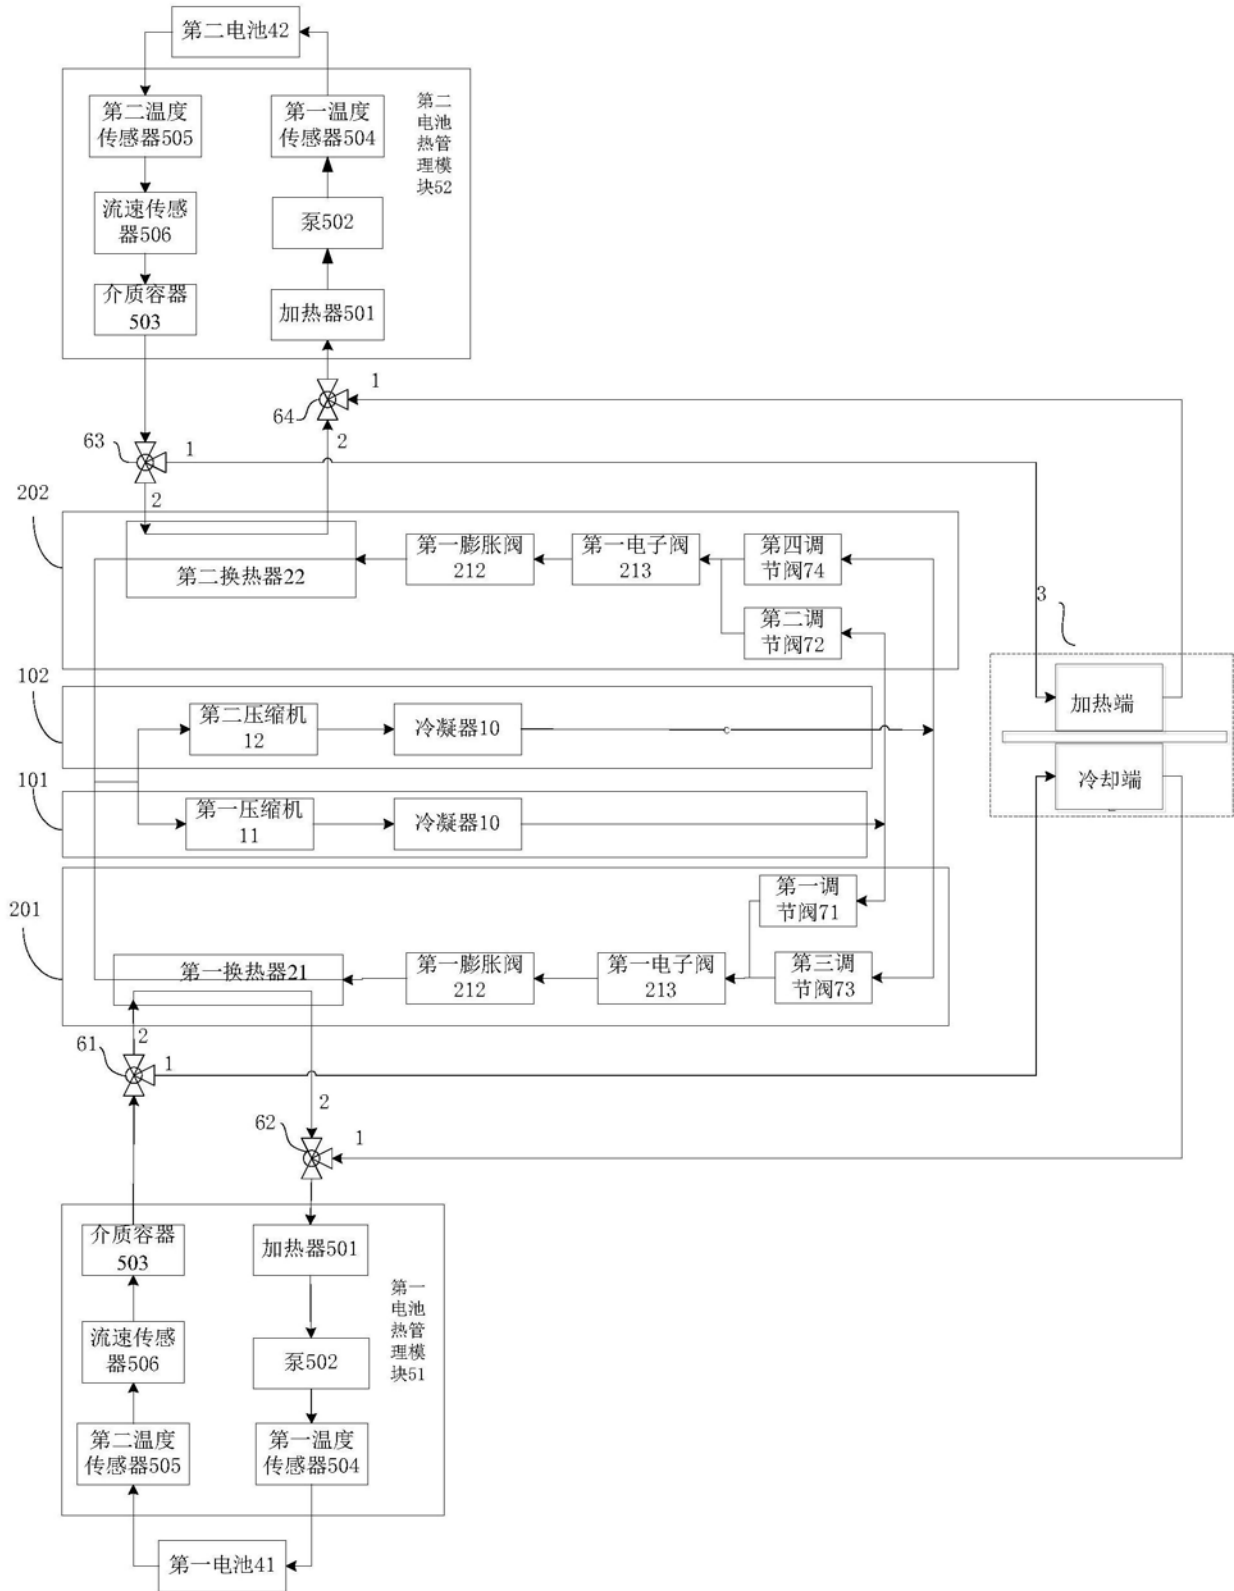 第二电池42
第二温度
传感器505
第一温度
传感器504
第二
电池
热管
理模
块52
流速传感
器506
泵502
介质容器
503
加热器501
1
64
2
63
1
2
202
第二换热器22
第一膨胀阀
212
第一电子阀
213
第四调
节阀74
第二调
节阀72
3
加热端
冷却端
102
第二压缩机
12
冷凝器10
c
101
第一压缩机
11
冷凝器10
201
第一换热器21
第一膨胀阀
212
第一电子阀
213
第一调
节阀71
第三调
节阀73
2
61
1
2
62
1
介质容器
503
加热器501
第一
电池
热管
理模
块51
流速传感
器506
泵502
第二温度
传感器505
第一温度
传感器504
第一电池41